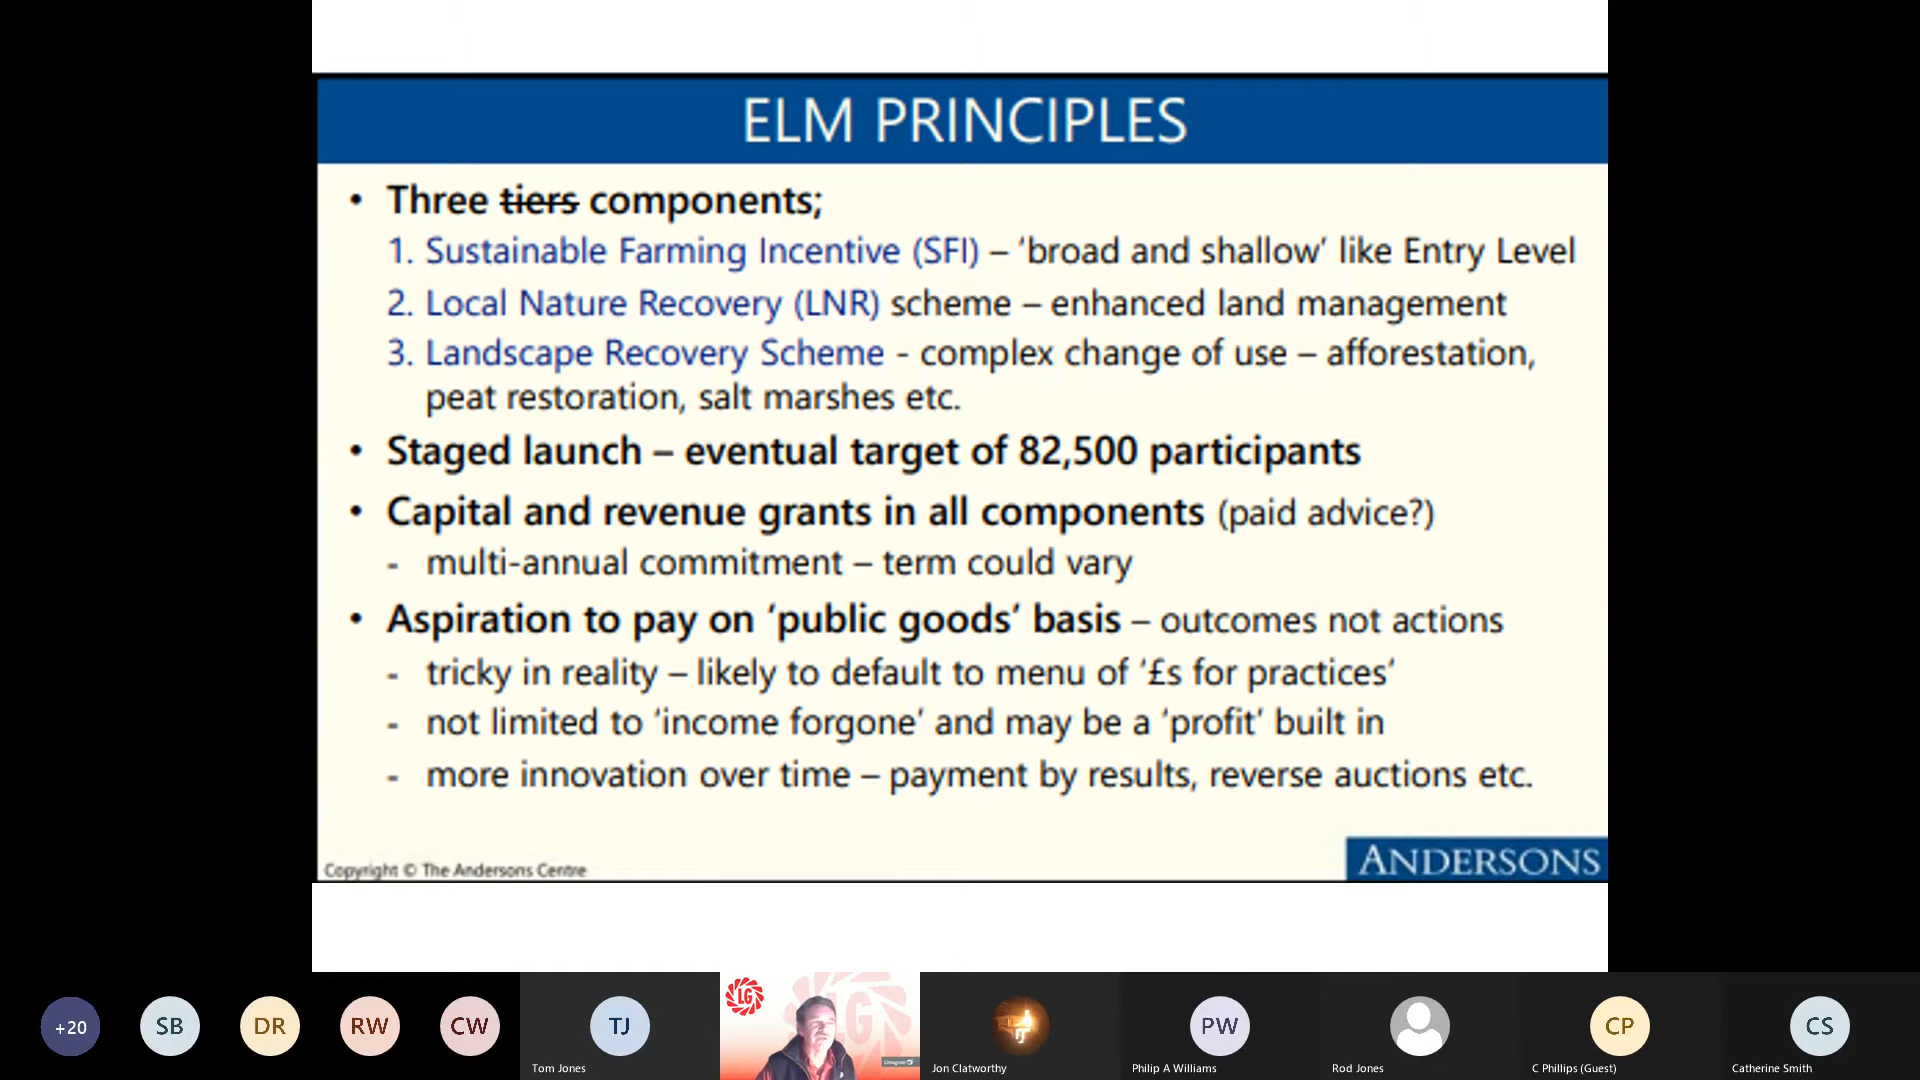 ELM PRINCIPLES
• Three tiers components;
1. Sustainable Farming Incentive (SFI) – ‘broad and shallow’ like Entry Level
2. Local Nature Recovery (LNR) scheme – enhanced land management
3. Landscape Recovery Scheme - complex change of use – afforestation,
peat restoration, salt marshes etc.
• Staged launch – eventual target of 82,500 participants
• Capital and revenue grants in all components (paid advice?)
- multi-annual commitment – term could vary
• Aspiration to pay on ‘public goods’ basis – outcomes not actions
- tricky in reality – likely to default to menu of ‘£s for practices’
- not limited to ‘income forgone’ and may be a ‘profit’ built in
- more innovation over time – payment by results, reverse auctions etc.
Copyright © The Andersons Centre
ANDERSONS
+20
SB
DR
RW
CW
TJ
Tom Jones
LG
Limagrain
Jon Clatworthy
PW
Philip A Williams
Rod Jones
CP
C Phillips (Guest)
CS
Catherine Smith